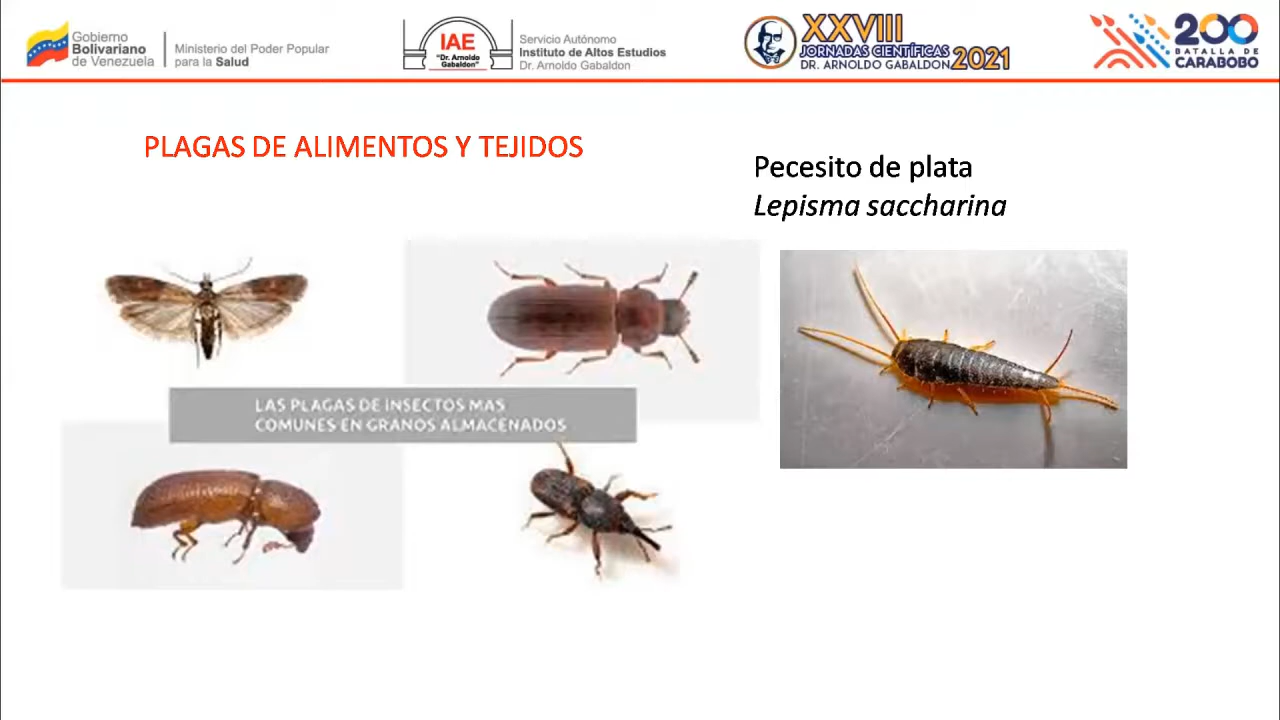 Gobierno
Bolivariano
de Venezuela
Ministerio del Poder Popular
para la Salud
IAE
"Dr. Arnoldo
Gabaldon"
Servicio Autónomo
Instituto de Altos Estudios
Dr. Arnoldo Gabaldon
XXVIII
JORNADAS CIENTÍFICAS
DR. ARNOLDO GABALDON 2021
200
BATALLA DE
CARABOBO
PLAGAS DE ALIMENTOS Y TEJIDOS
Pecesito de plata
Lepisma saccharina
LAS PLAGAS DE INSECTOS MAS
COMUNES EN GRANOS ALMACENADOS